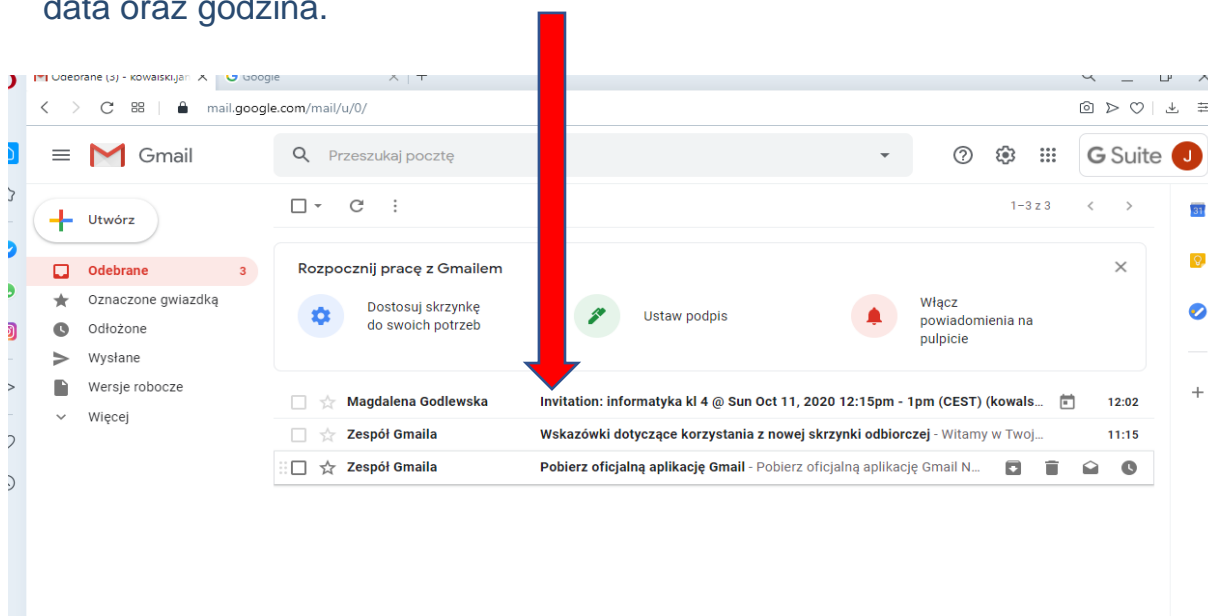 data oraz godzina.
Odebrane (3) - kowalski.jan
Google
mail.google.com/mail/u/0/
Gmail
Przeszukaj pocztę
G Suite
J
Utwórz
1–3 z 3
31
Odebrane 3
Rozpocznij pracę z Gmailem
Oznaczone gwiazdką
Odłożone
Wysłane
Wersje robocze
Więcej
Dostosuj skrzynkę
do swoich potrzeb
Ustaw podpis
Włącz
powiadomienia na
pulpicie
Magdalena Godlewska Invitation: informatyka kl 4 @ Sun Oct 11, 2020 12:15pm - 1pm (CEST) (kowals... 12:02
Zespół Gmaila Wskazówki dotyczące korzystania z nowej skrzynki odbiorczej - Witamy w Twoj... 11:15
Zespół Gmaila Pobierz oficjalną aplikację Gmail - Pobierz oficjalną aplikację Gmail N...